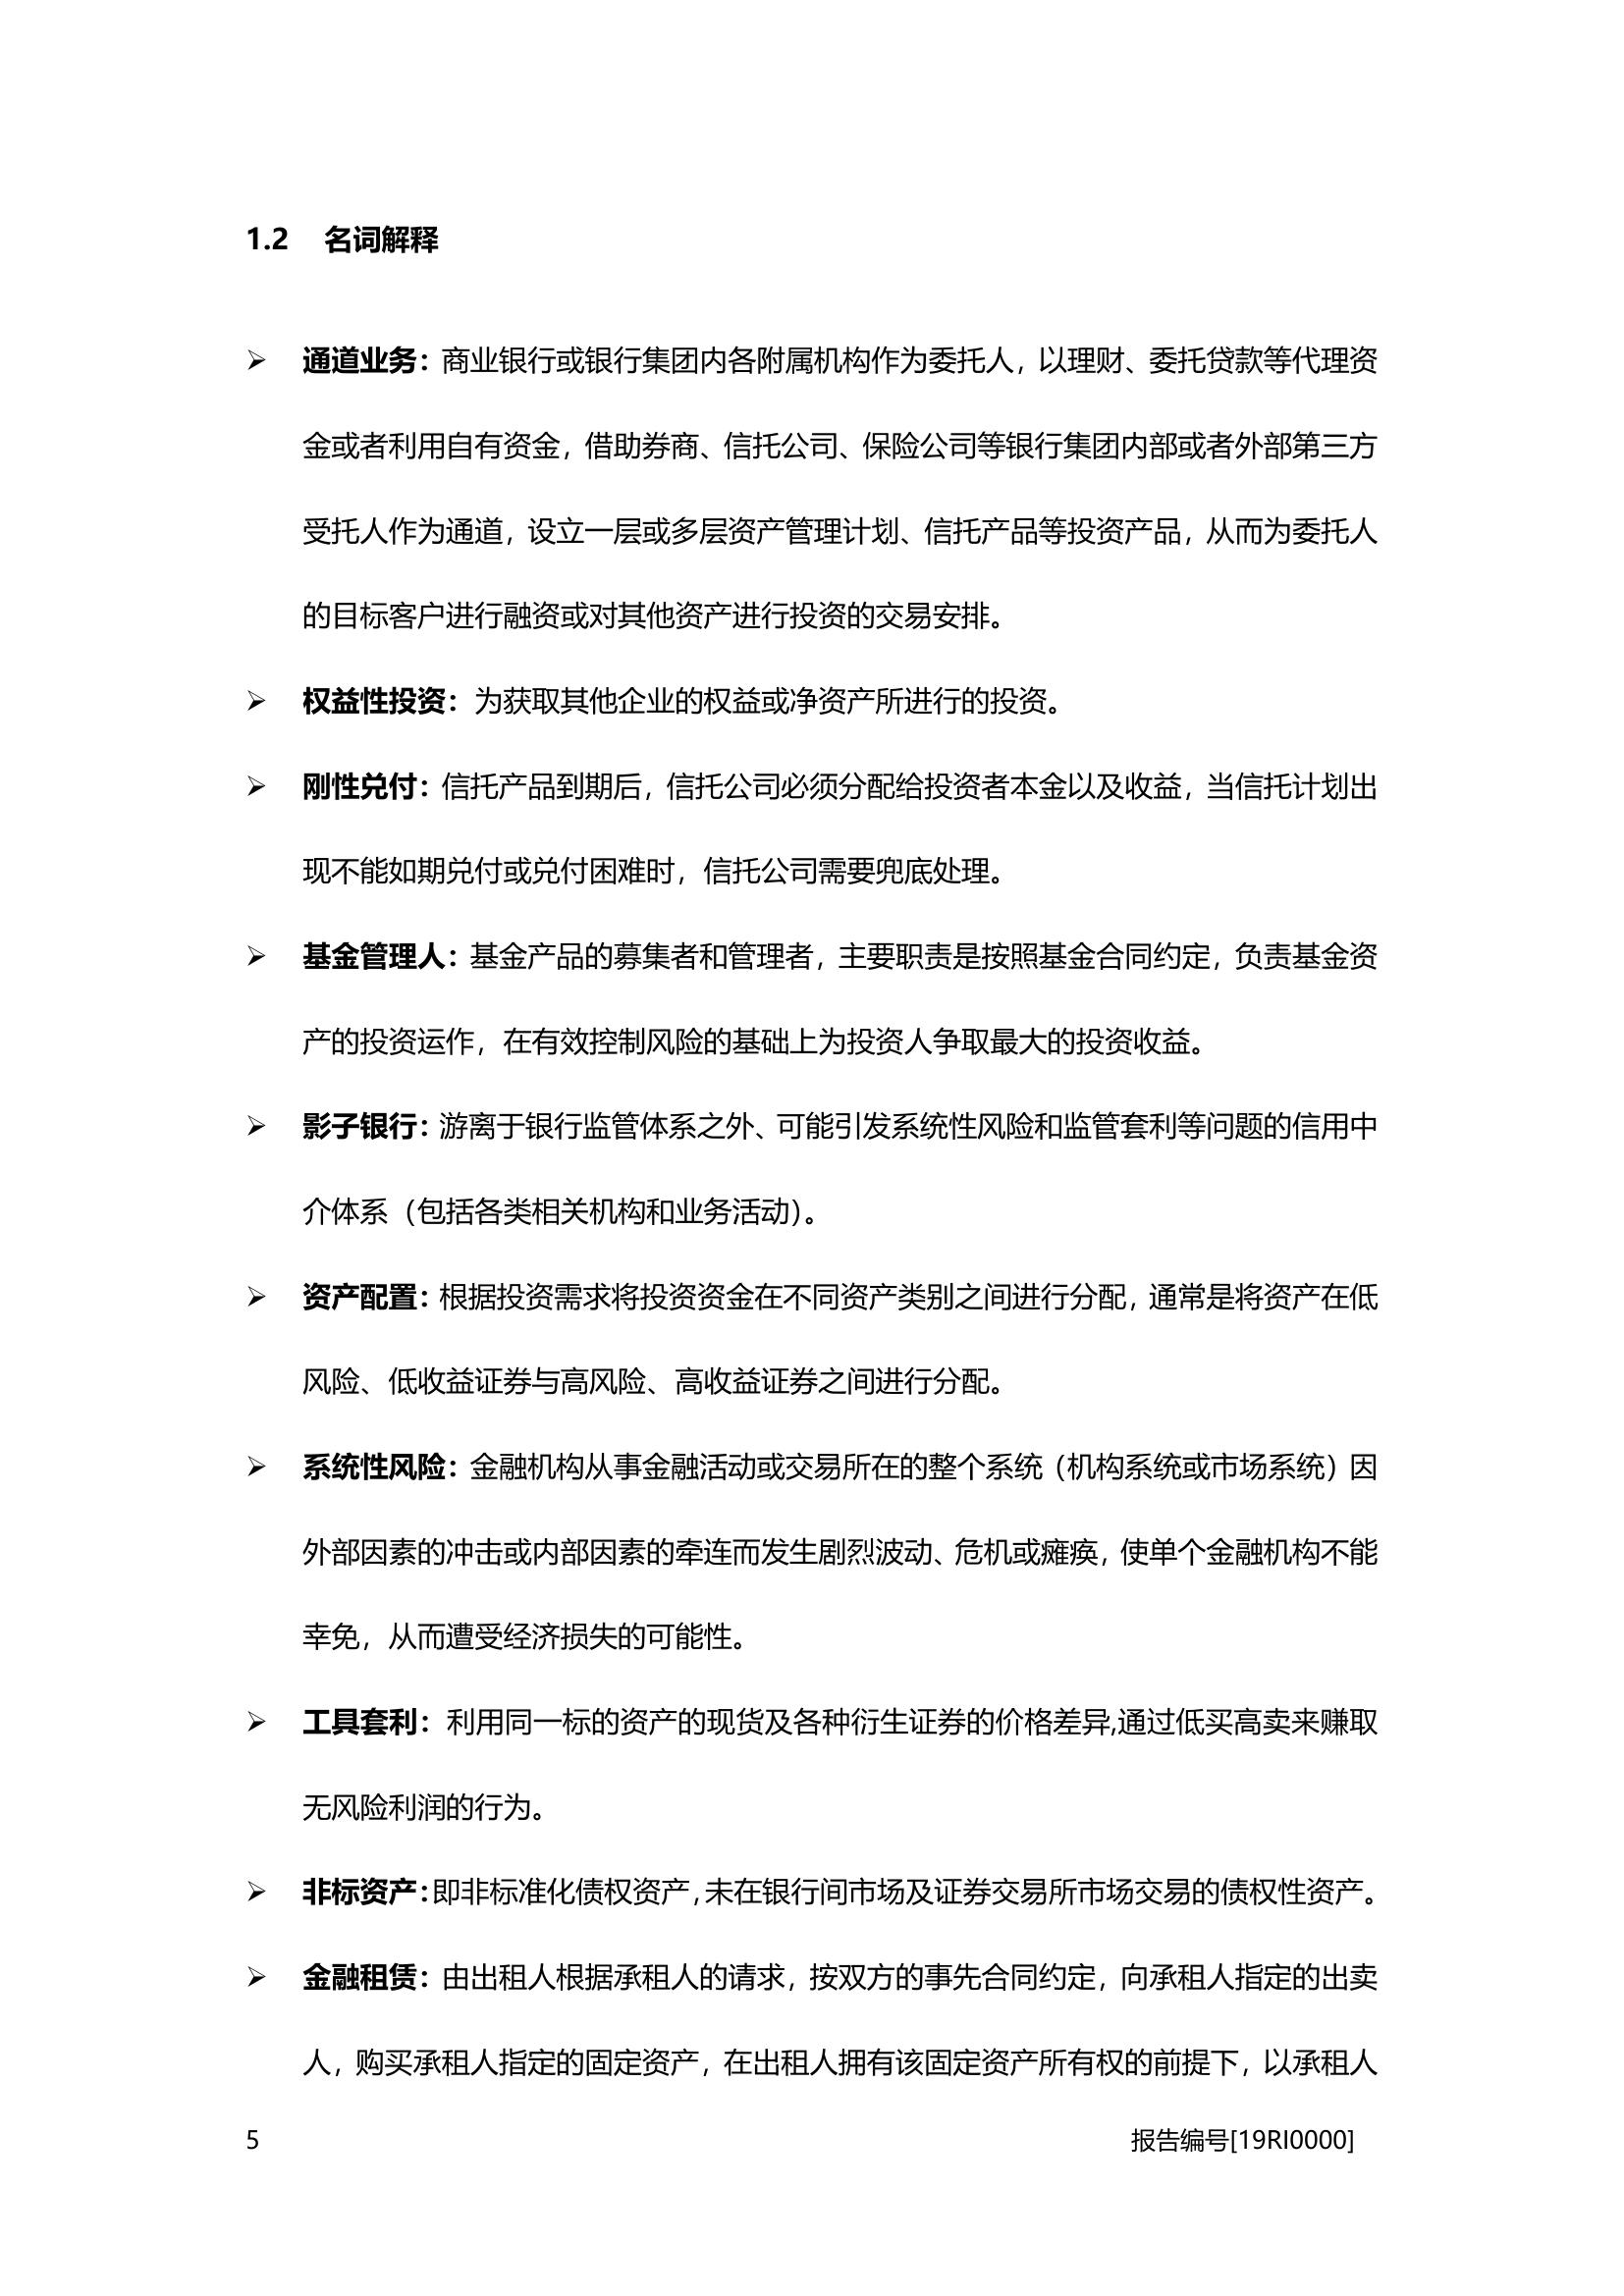 1.2 名词解释
➢ 通道业务：商业银行或银行集团内各附属机构作为委托人，以理财、委托贷款等代理资
金或者利用自有资金，借助券商、信托公司、保险公司等银行集团内部或者外部第三方
受托人作为通道，设立一层或多层资产管理计划、信托产品等投资产品，从而为委托人
的目标客户进行融资或对其他资产进行投资的交易安排。
➢ 权益性投资：为获取其他企业的权益或净资产所进行的投资。
➢ 刚性兑付：信托产品到期后，信托公司必须分配给投资者本金以及收益，当信托计划出
现不能如期兑付或兑付困难时，信托公司需要兜底处理。
➢ 基金管理人：基金产品的募集者和管理者，主要职责是按照基金合同约定，负责基金资
产的投资运作，在有效控制风险的基础上为投资人争取最大的投资收益。
➢ 影子银行：游离于银行监管体系之外、可能引发系统性风险和监管套利等问题的信用中
介体系（包括各类相关机构和业务活动）。
➢ 资产配置：根据投资需求将投资资金在不同资产类别之间进行分配，通常是将资产在低
风险、低收益证券与高风险、高收益证券之间进行分配。
➢ 系统性风险：金融机构从事金融活动或交易所在的整个系统（机构系统或市场系统）因
外部因素的冲击或内部因素的牵连而发生剧烈波动、危机或瘫痪，使单个金融机构不能
幸免，从而遭受经济损失的可能性。
➢ 工具套利：利用同一标的资产的现货及各种衍生证券的价格差异,通过低买高卖来赚取
无风险利润的行为。
➢ 非标资产：即非标准化债权资产，未在银行间市场及证券交易所市场交易的债权性资产。
➢ 金融租赁：由出租人根据承租人的请求，按双方的事先合同约定，向承租人指定的出卖
人，购买承租人指定的固定资产，在出租人拥有该固定资产所有权的前提下，以承租人
5 报告编号[19RI0000]